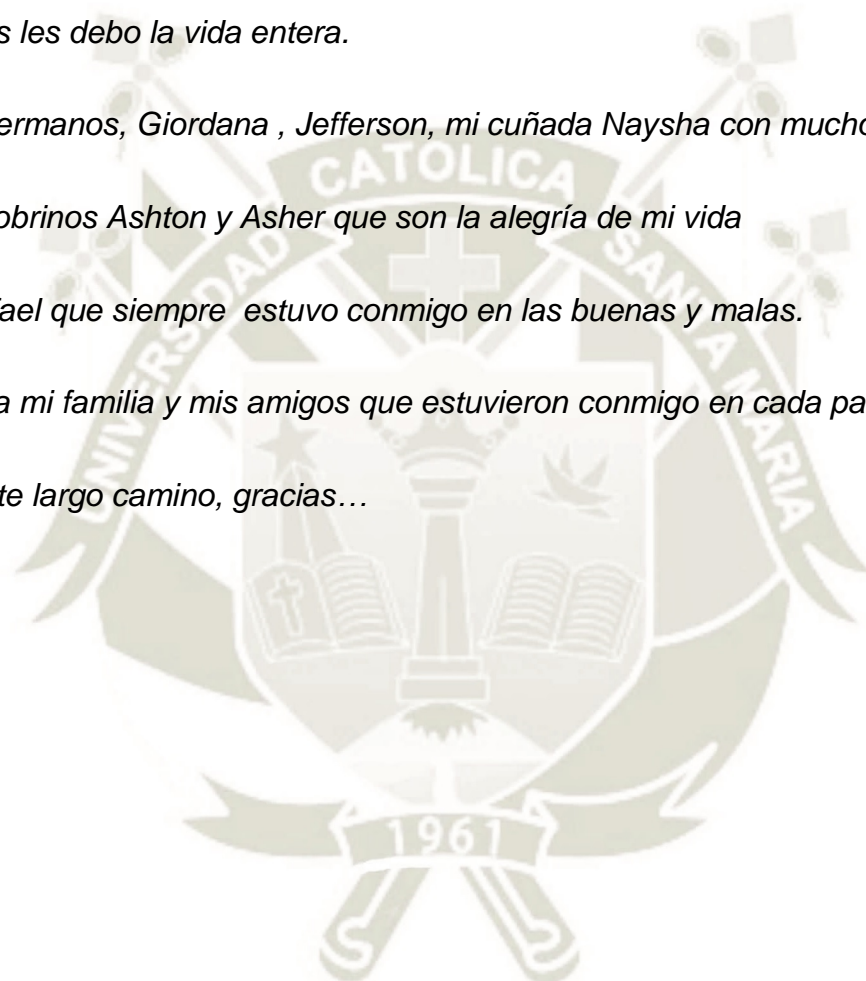 s les debo la vida entera.
ermanos, Giordana , Jefferson, mi cuñada Naysha con mucho
obrinos Ashton y Asher que son la alegría de mi vida
ael que siempre  estuvo conmigo en las buenas y malas.
a mi familia y mis amigos que estuvieron conmigo en cada pa
te largo camino, gracias…
UNIVERSIDAD CATOLICA SANTA MARIA
1961